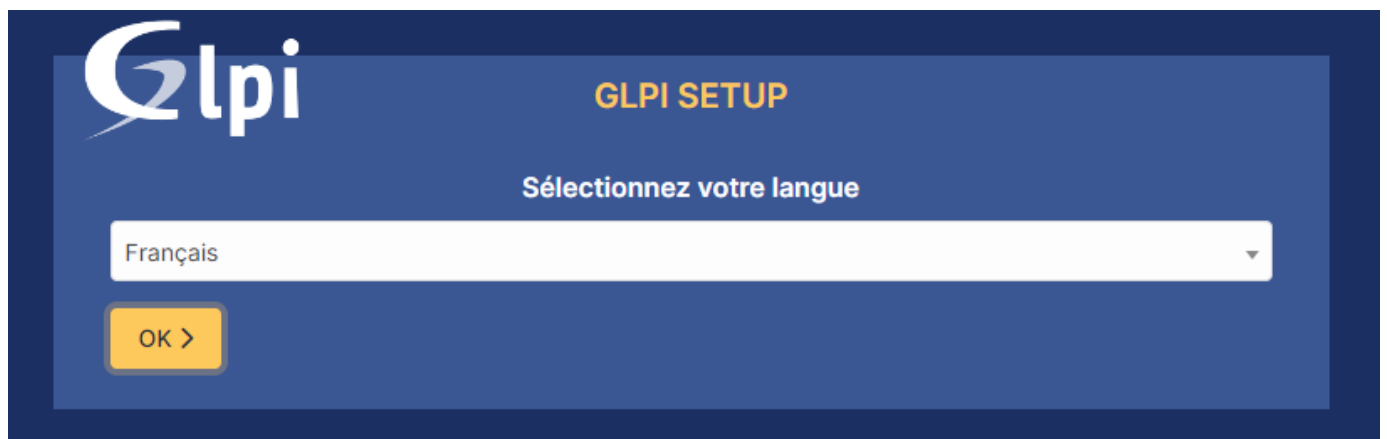 Glpi
GLPI SETUP
Sélectionnez votre langue
Français
OK